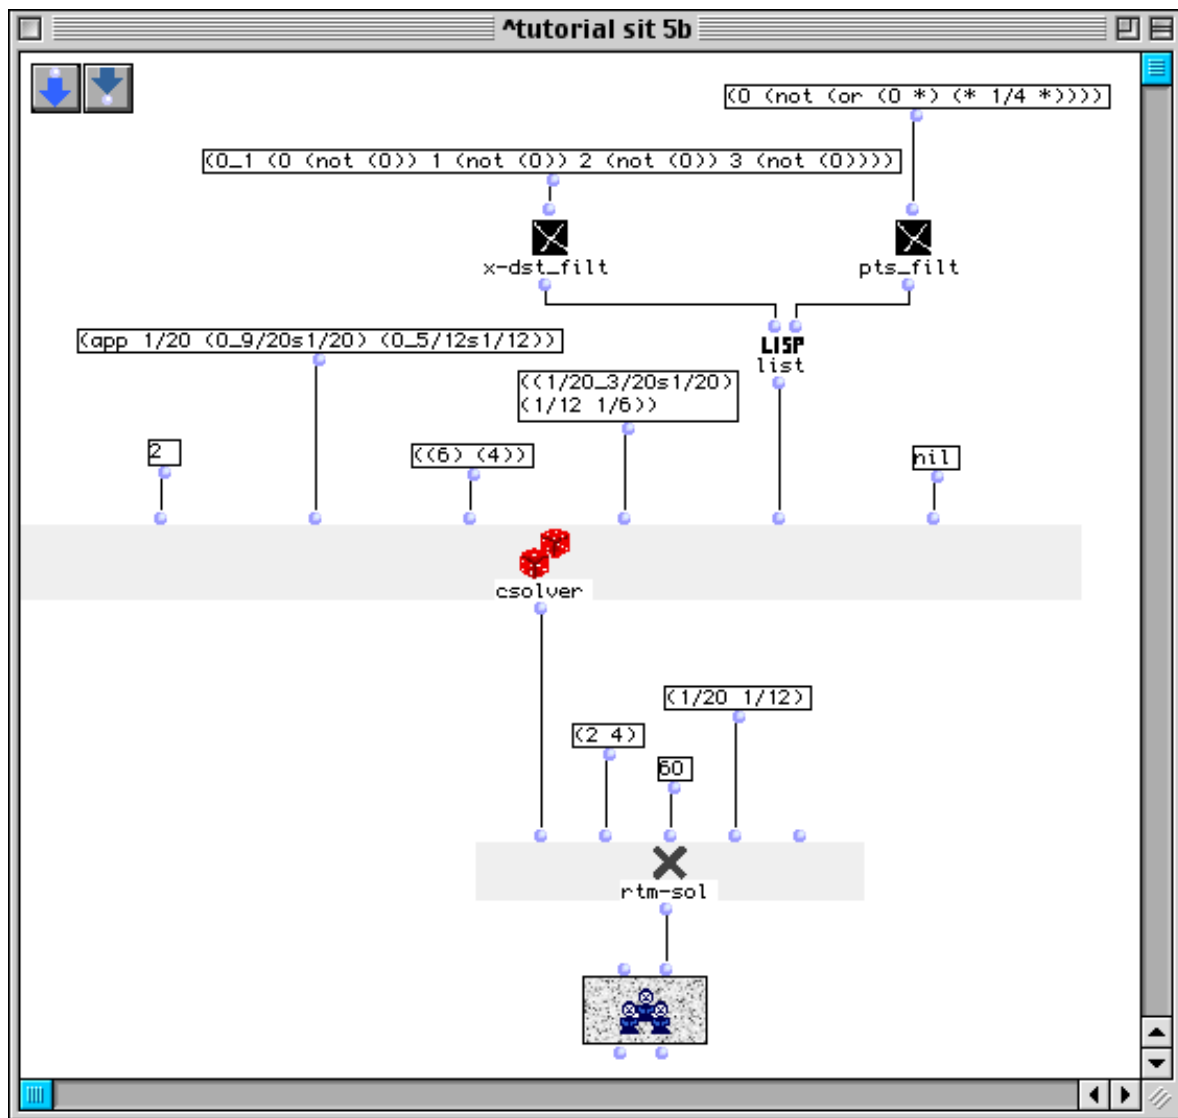 ^tutorial sit 5b
(0 (not (or (0 *) (* 1/4 *))))
(0_1 (0 (not (0)) 1 (not (0)) 2 (not (0)) 3 (not (0))))
x-dst_filt
pts_filt
(app 1/20 (0_9/20s1/20) (0_5/12s1/12))
LISP
list
((1/20_3/20s1/20)
(1/12 1/6))
2
((6) (4))
nil
csolver
(1/20 1/12)
(2 4)
60
rtm-sol